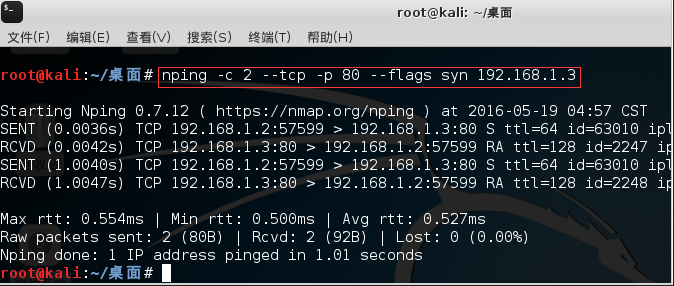 root@kali: ~/桌面
文件(F) 编辑(E) 查看(V) 搜索(S) 终端(T) 帮助(H)
root@kali:~/桌面# nping -c 2 --tcp -p 80 --flags syn 192.168.1.3
Starting Nping 0.7.12 ( https://nmap.org/nping ) at 2016-05-19 04:57 CST
SENT (0.0036s) TCP 192.168.1.2:57599 > 192.168.1.3:80 S ttl=64 id=63010 ipl
RCVD (0.0042s) TCP 192.168.1.3:80 > 192.168.1.2:57599 RA ttl=128 id=2247 ip
SENT (1.0040s) TCP 192.168.1.2:57599 > 192.168.1.3:80 S ttl=64 id=63010 ipl
RCVD (1.0047s) TCP 192.168.1.3:80 > 192.168.1.2:57599 RA ttl=128 id=2248 ip
Max rtt: 0.554ms | Min rtt: 0.500ms | Avg rtt: 0.527ms
Raw packets sent: 2 (80B) | Rcvd: 2 (92B) | Lost: 0 (0.00%)
Nping done: 1 IP address pinged in 1.01 seconds
root@kali:~/桌面#